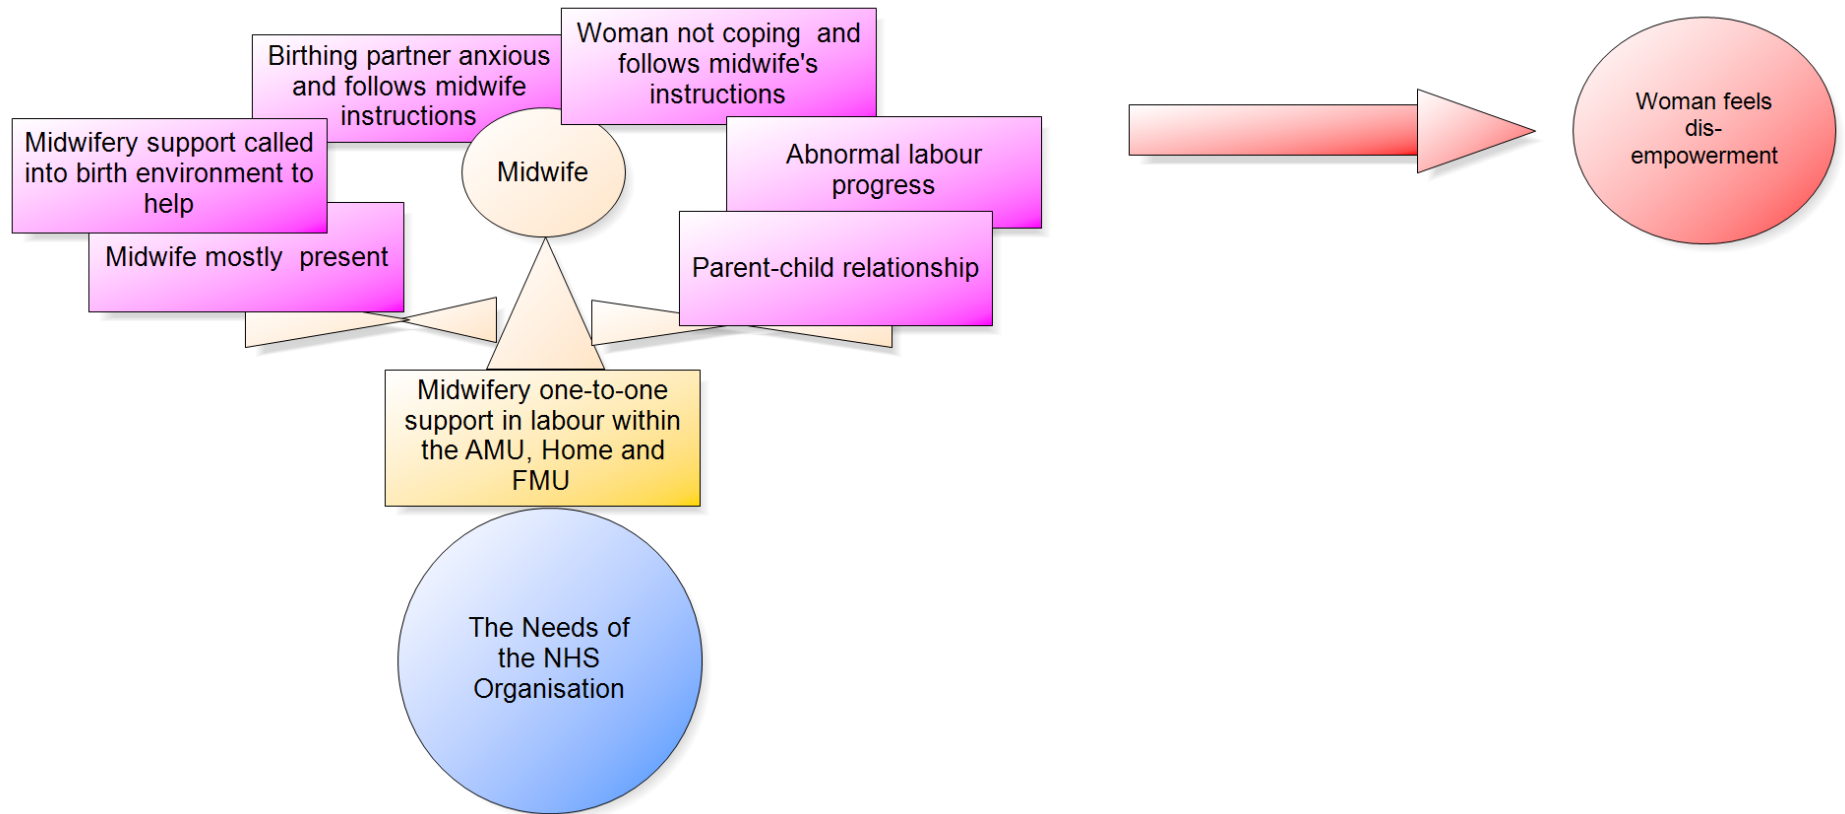 Birthing partner anxious
and follows midwife
instructions
Woman not coping  and
follows midwife's
instructions
Midwifery support called
into birth environment to
help
Midwife
Abnormal labour
progress
Woman feels
dis-
empowerment
Midwife mostly  present
Parent-child relationship
Midwifery one-to-one
support in labour within
the AMU, Home and
FMU
The Needs of
the NHS
Organisation